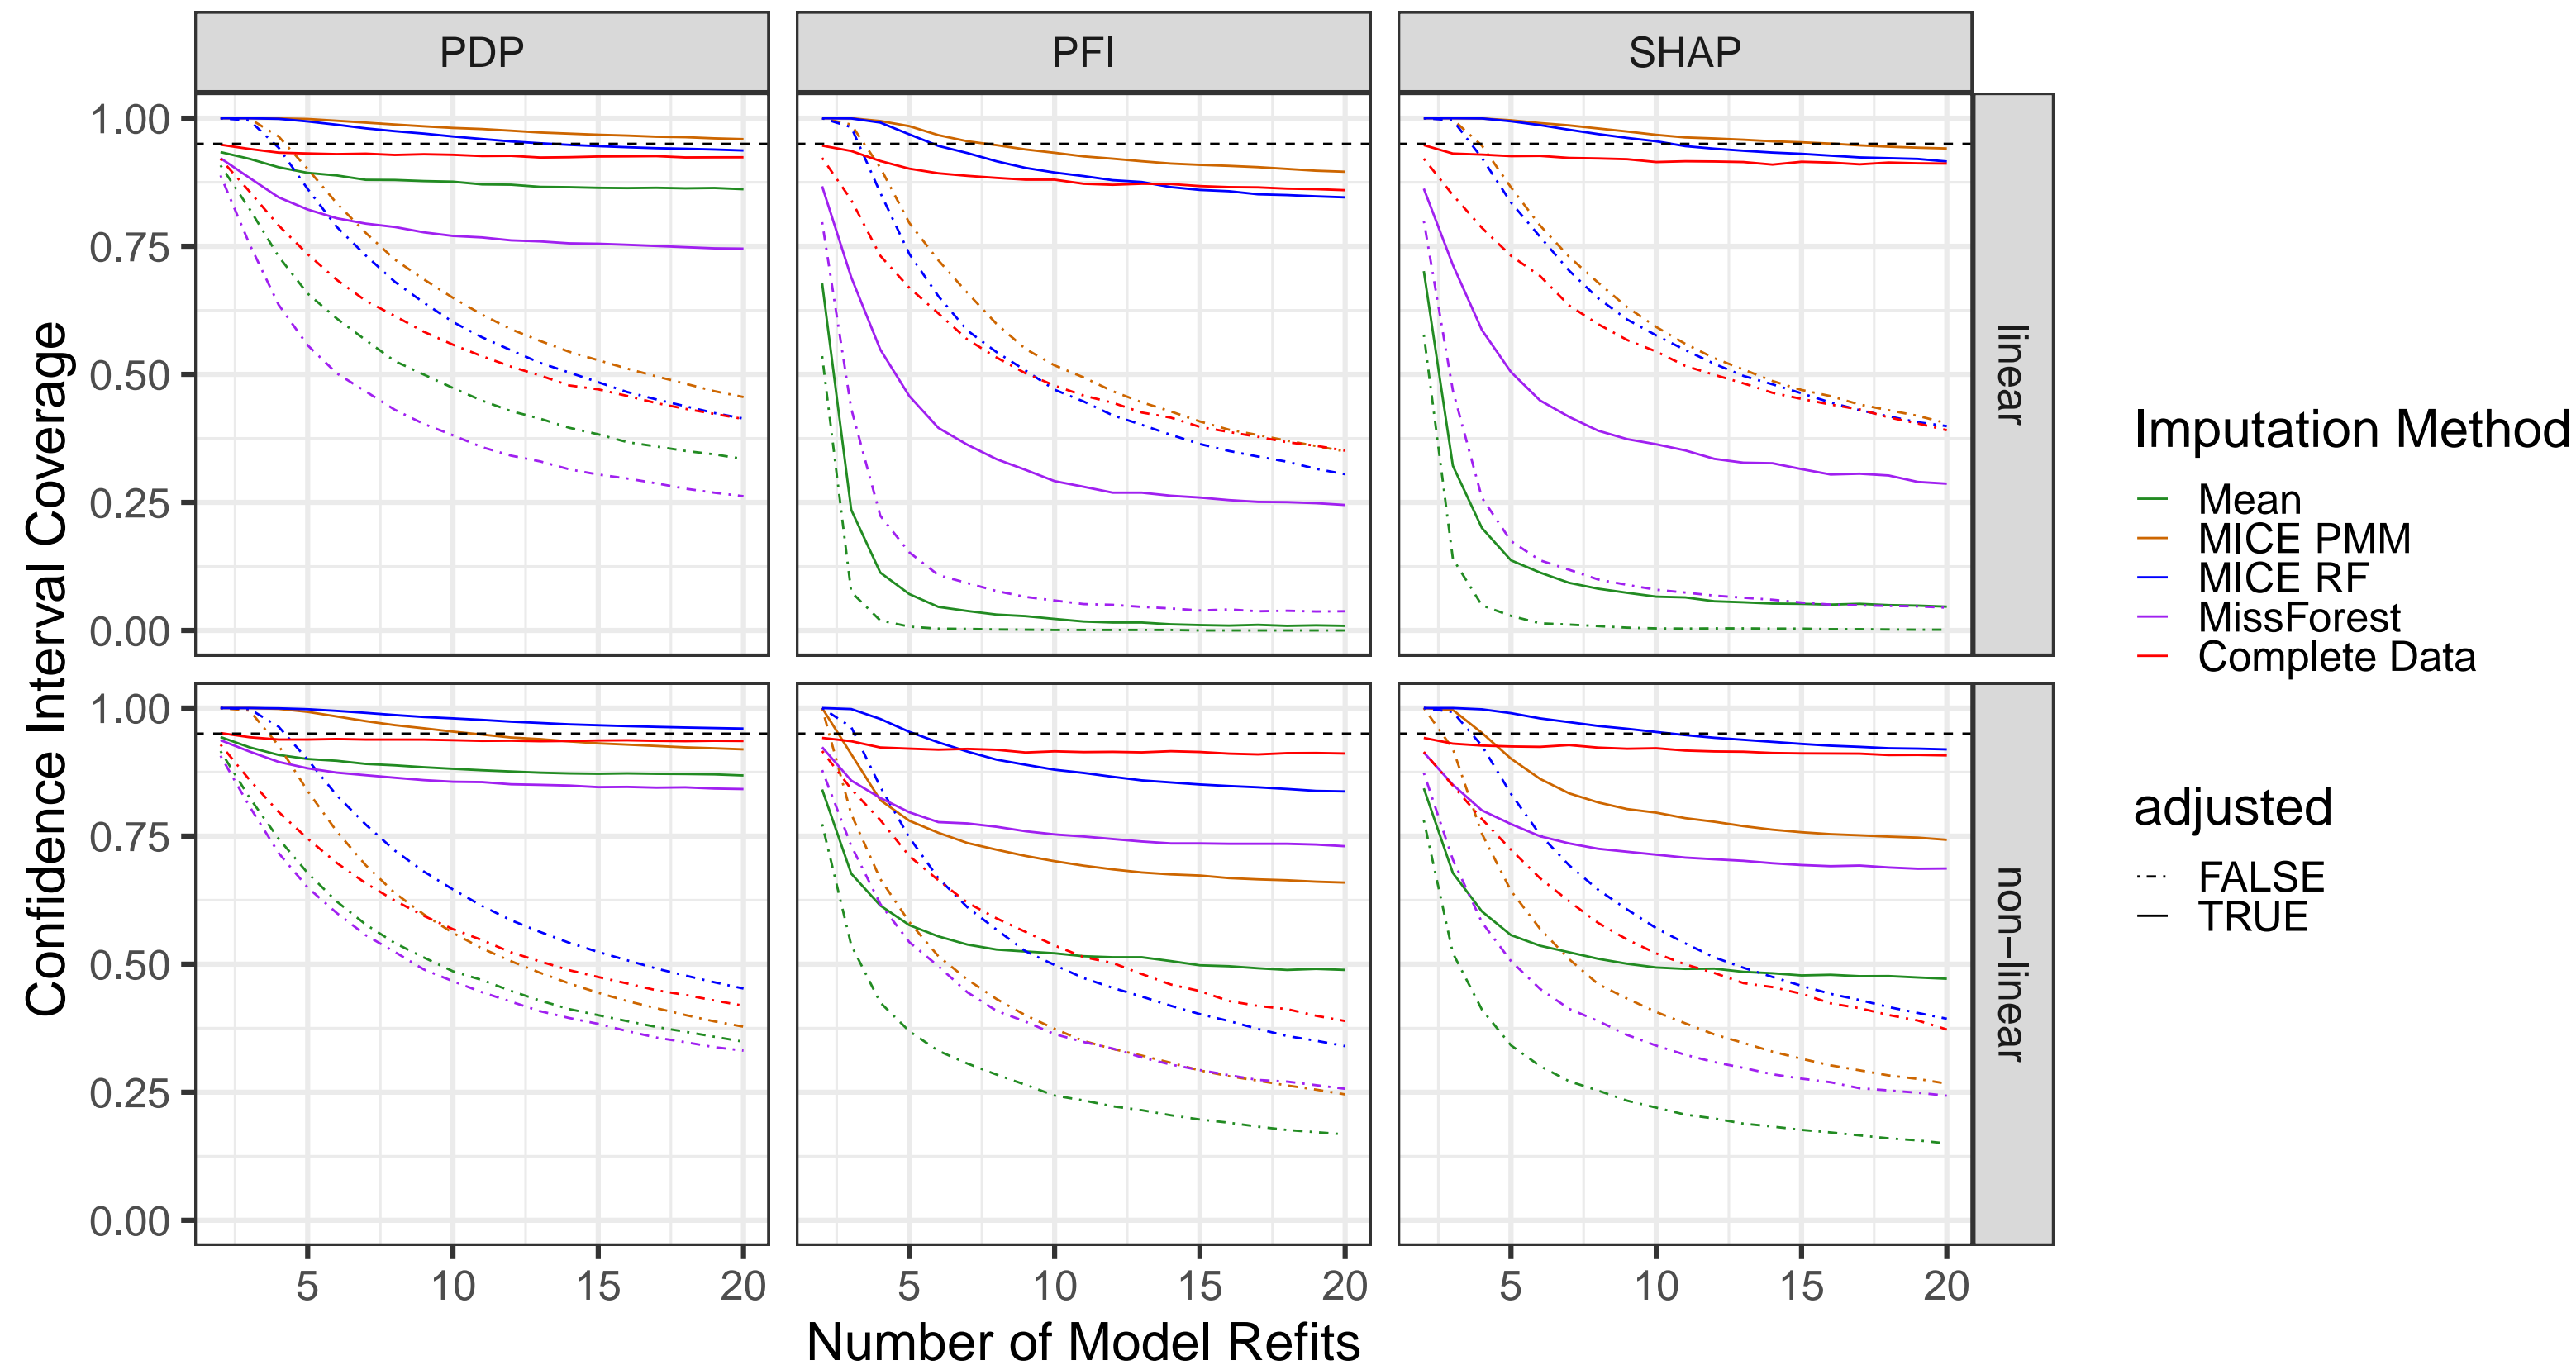 PDP
PFI
SHAP
1.00
0.75
0.50
0.25
0.00
linear
1.00
0.75
0.50
0.25
0.00
non−linear
5 10 15 20
5 10 15 20
5 10 15 20
Number of Model Refits
Confidence Interval Coverage
Imputation Method
Mean
MICE PMM
MICE RF
MissForest
Complete Data
adjusted
FALSE
TRUE